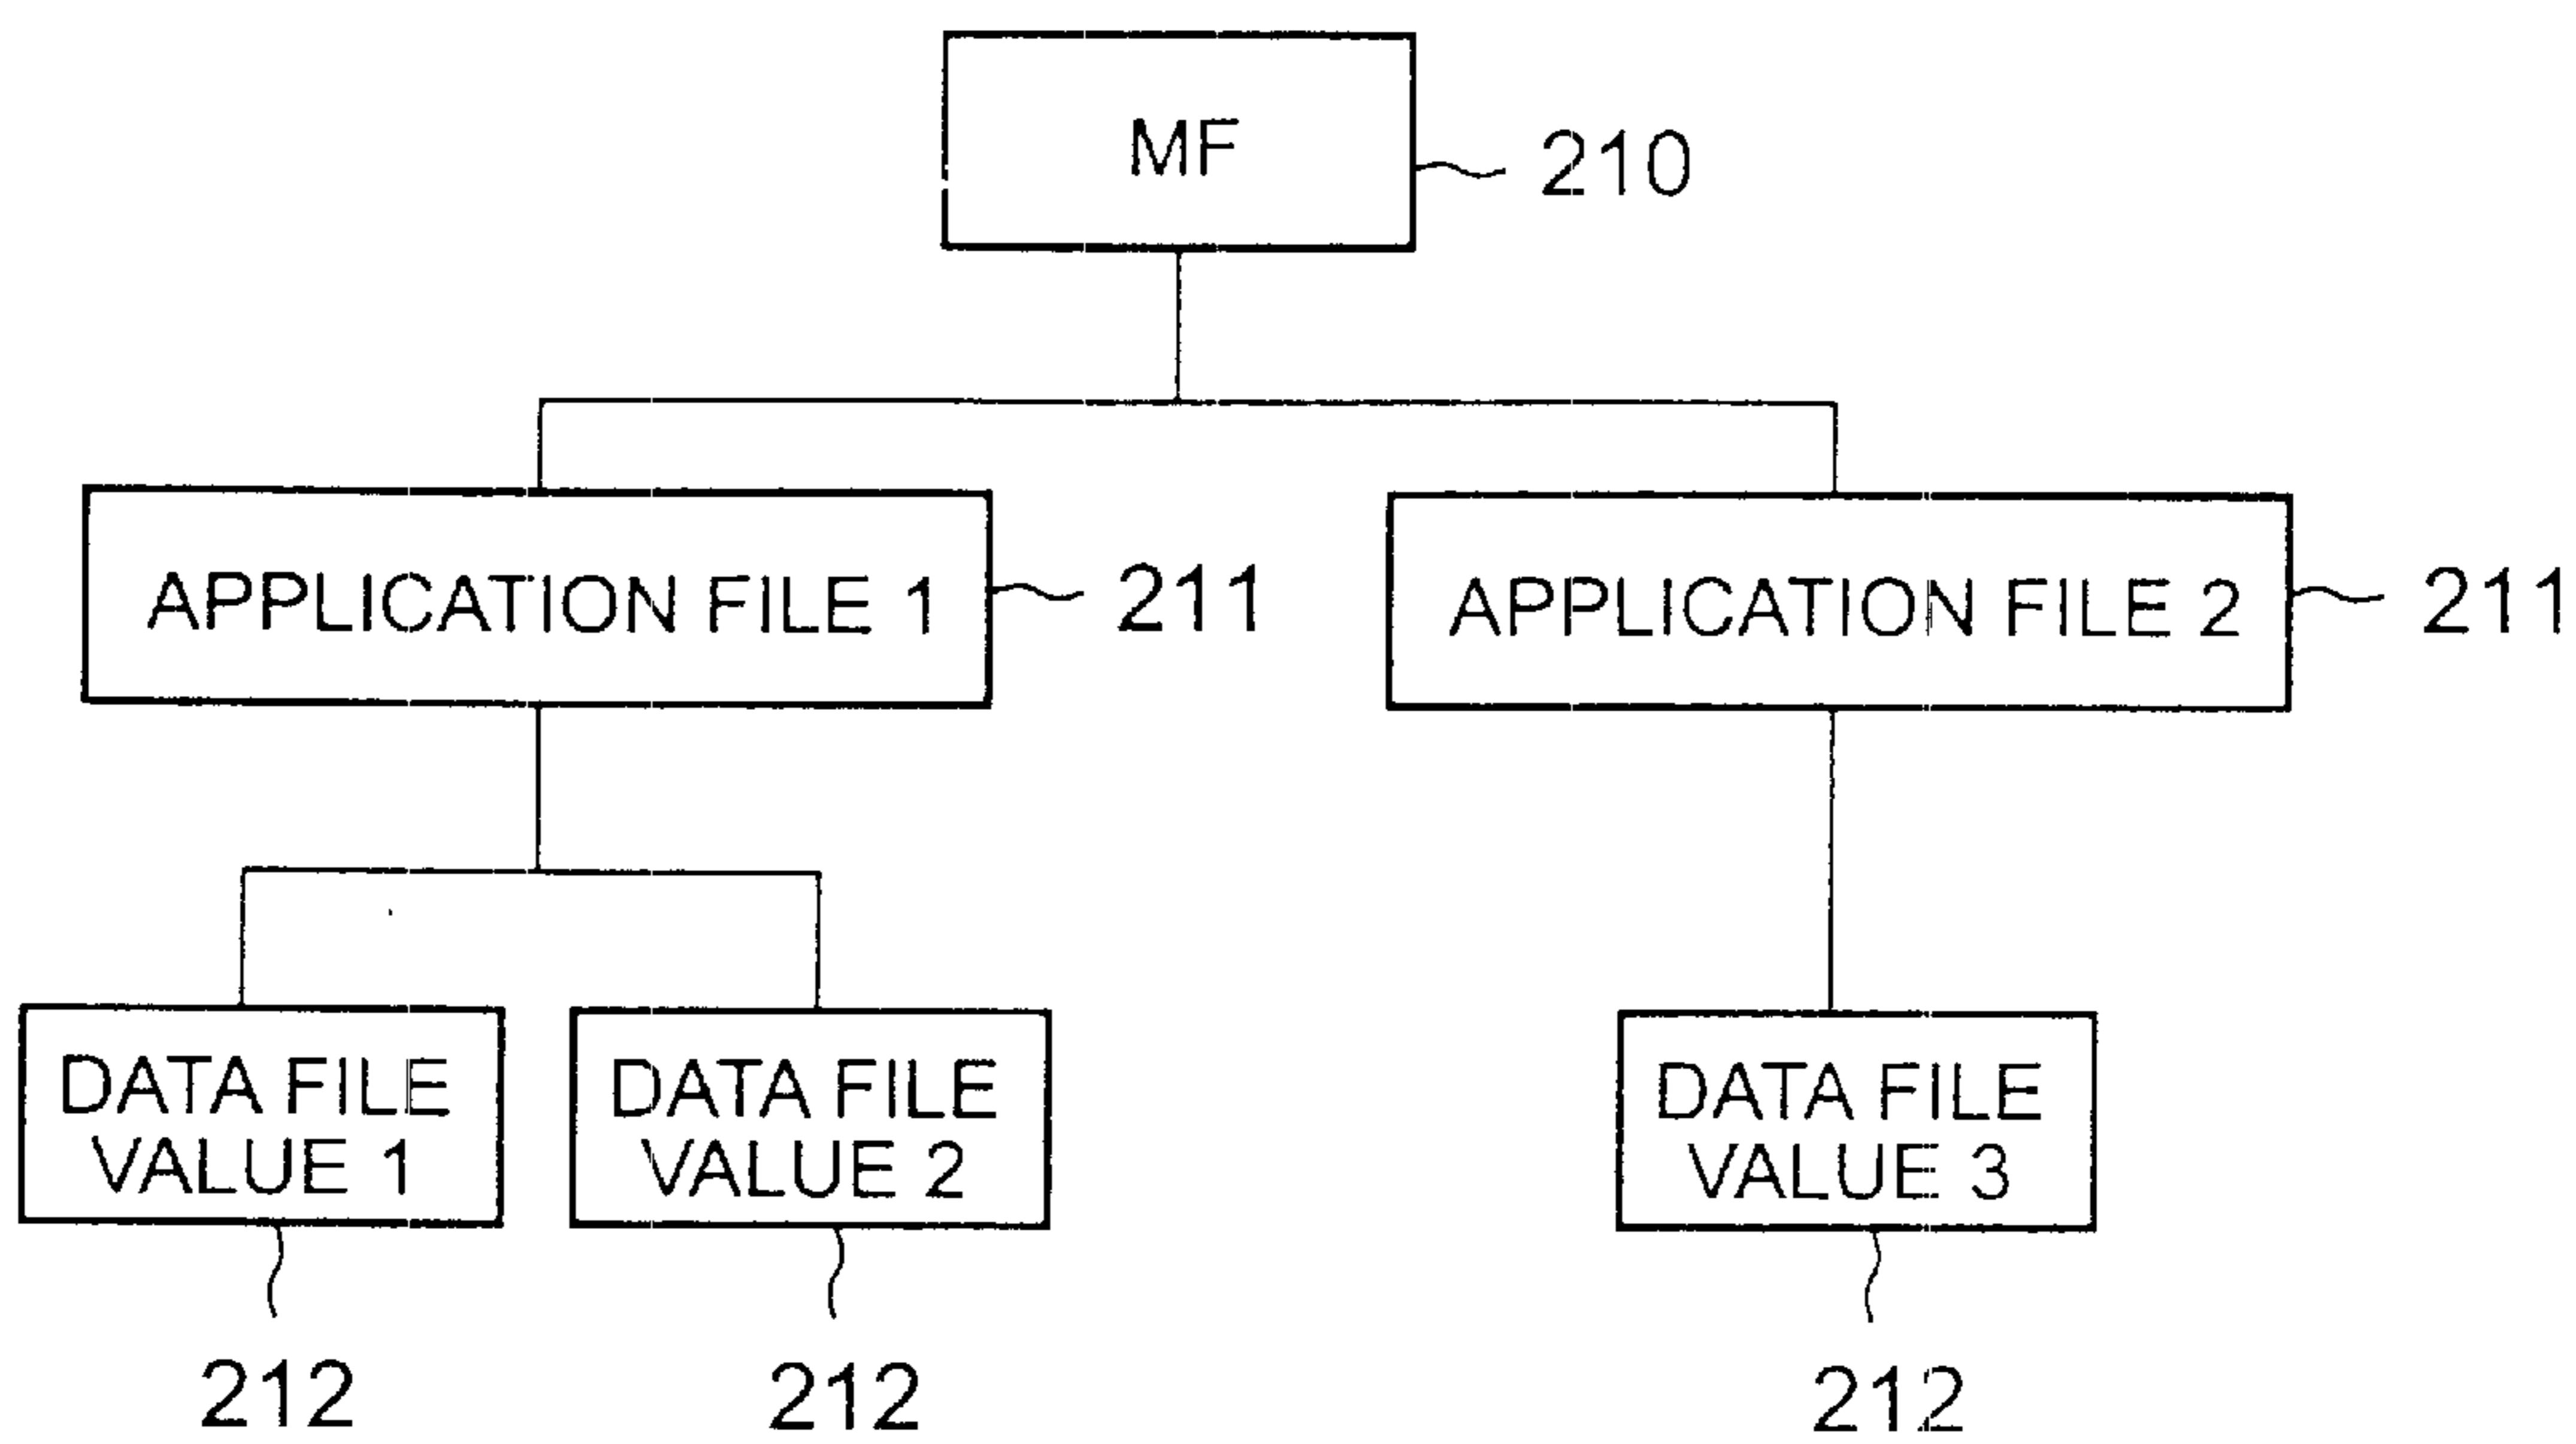 MF
210
APPLICATION FILE 1
211
APPLICATION FILE 2
211
DATA FILE
VALUE 1
DATA FILE
VALUE 2
DATA FILE
VALUE 3
212
212
212